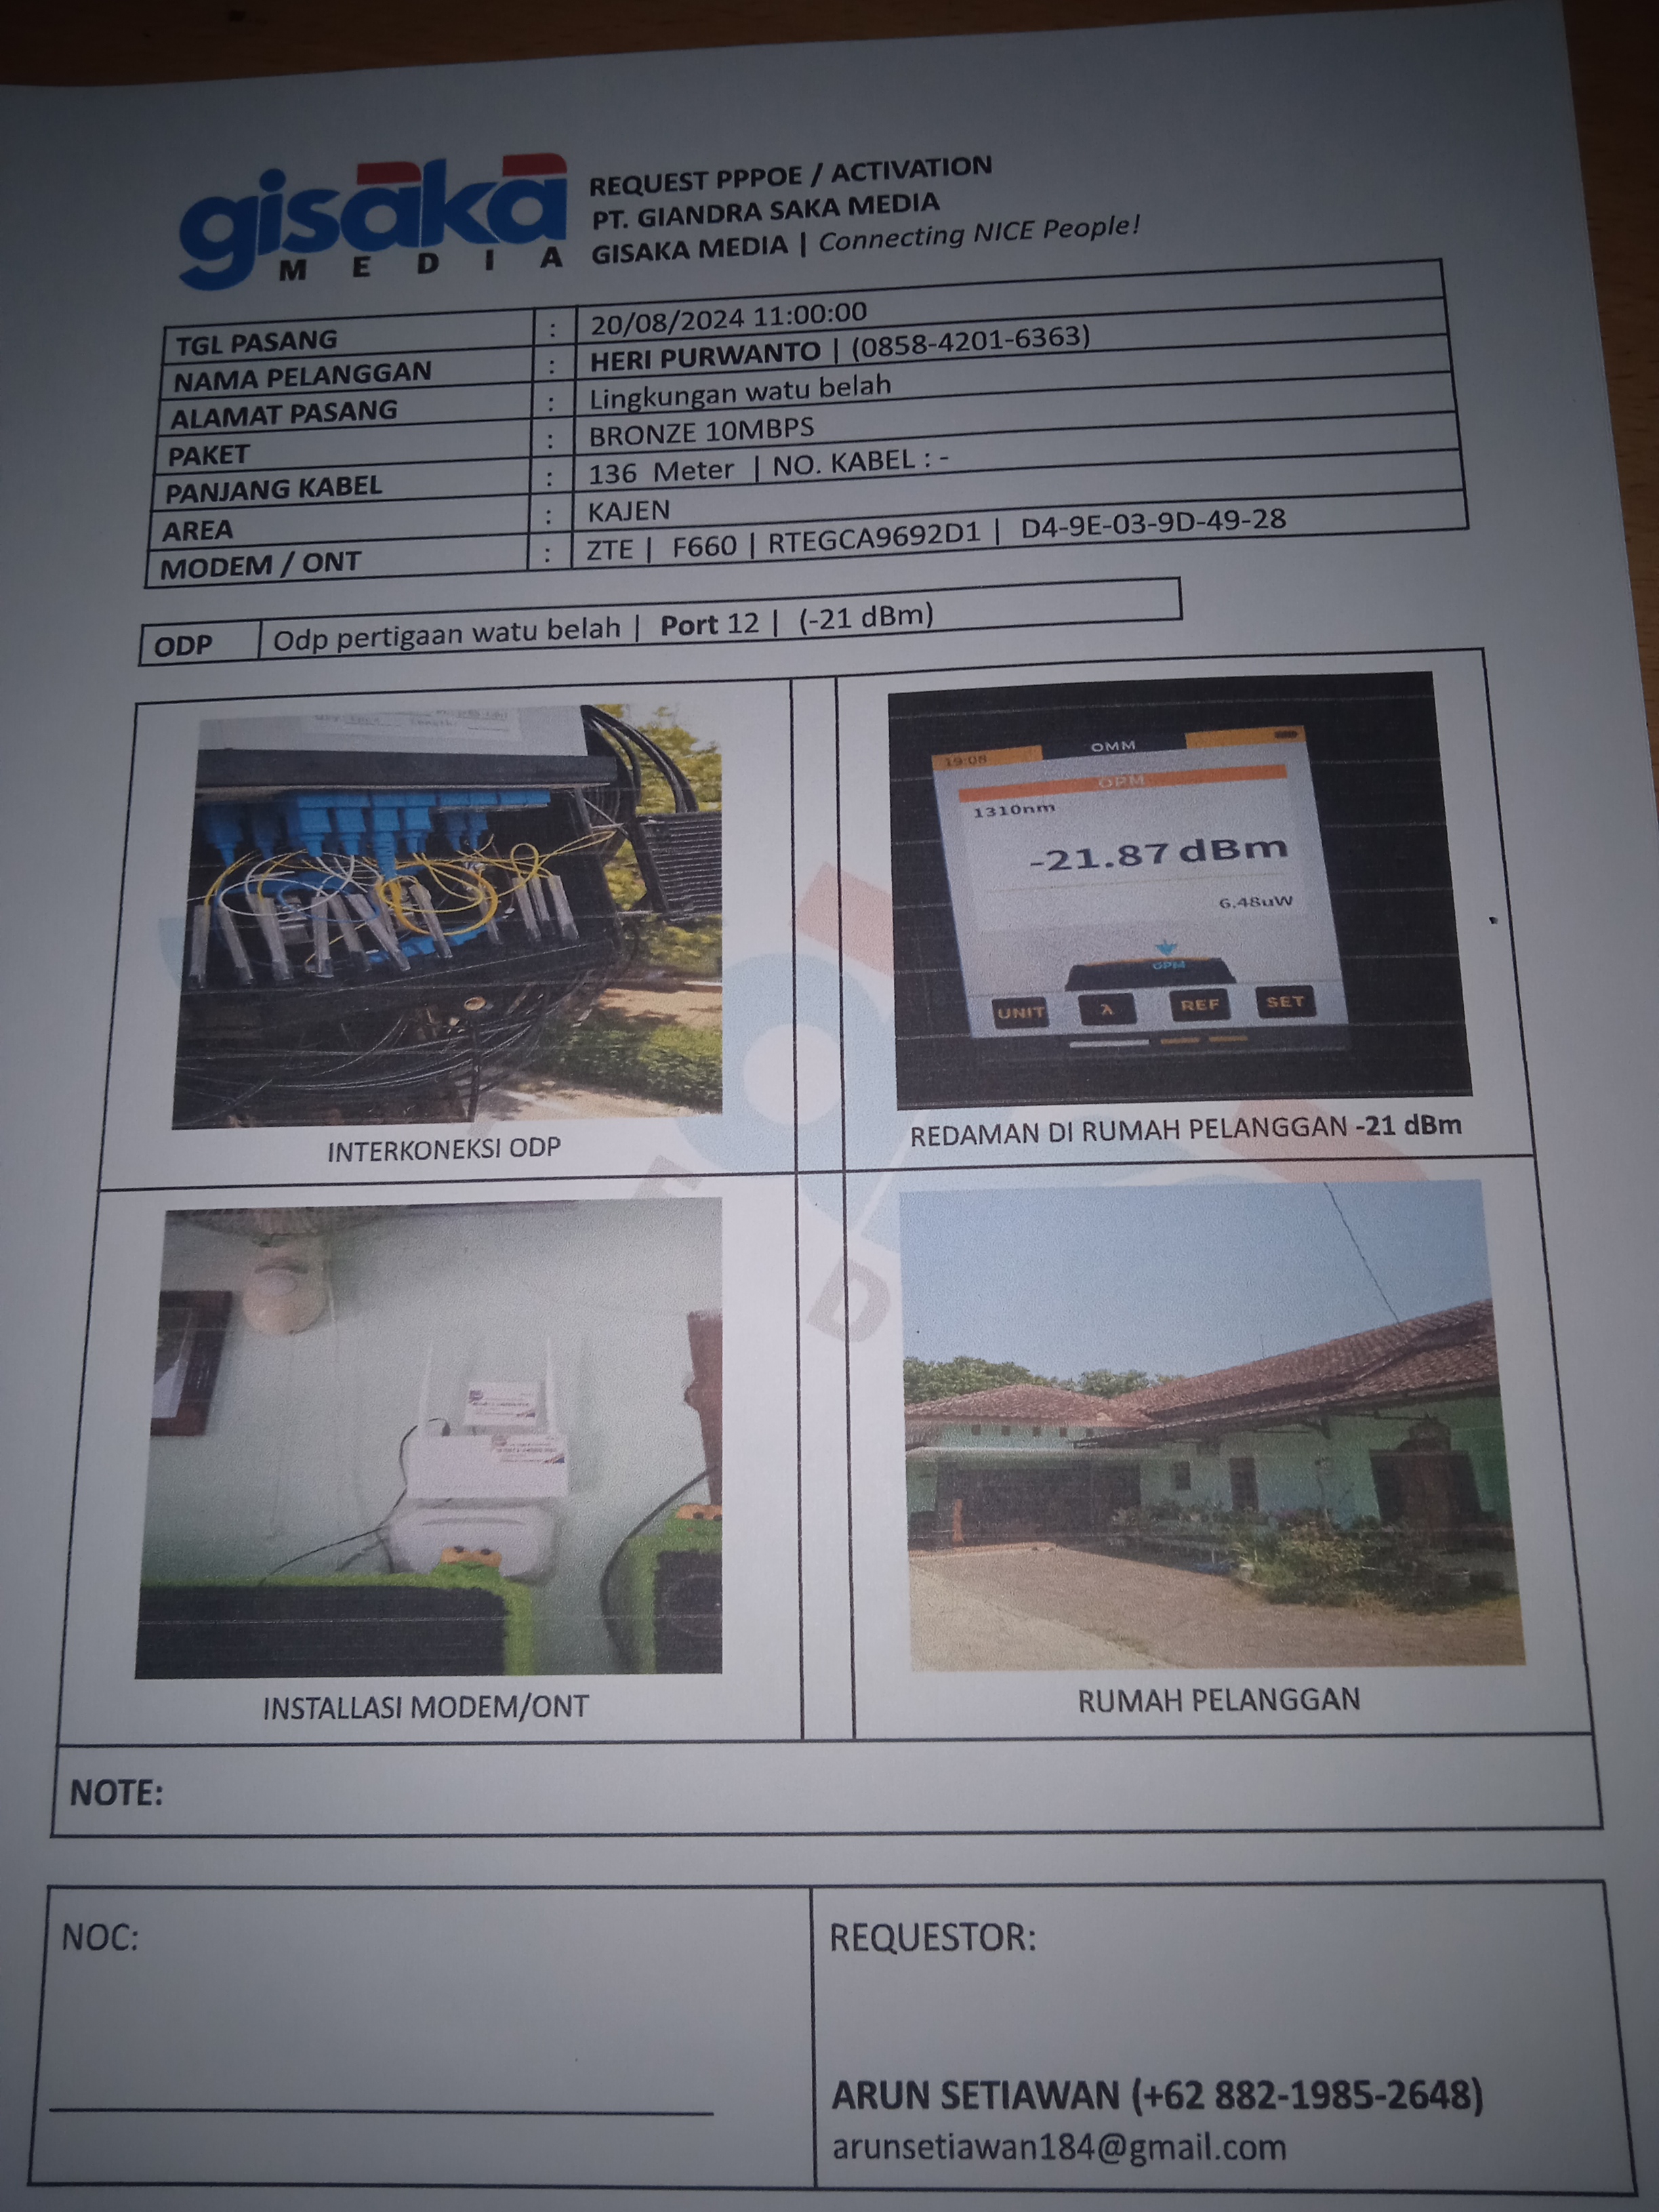 gisaka
MEDIA
REQUEST PPPOE / ACTIVATION
PT. GIANDRA SAKA MEDIA
GISAKA MEDIA | Connecting NICE People!
TGL PASANG : 20/08/2024 11:00:00
NAMA PELANGGAN : HERI PURWANTO | (0858-4201-6363)
ALAMAT PASANG : Lingkungan watu belah
PAKET : BRONZE 10MBPS
PANJANG KABEL : 136 Meter | NO. KABEL : -
AREA : KAJEN
MODEM / ONT : ZTE | F660 | RTEGCA9692D1 | D4-9E-03-9D-49-28
ODP Odp pertigaan watu belah | Port 12 | (-21 dBm)
OMM
19:08
OPM
1310nm
-21.87 dBm
6.48uW
OPM
UNIT λ REF SET
INTERKONEKSI ODP
REDAMAN DI RUMAH PELANGGAN -21 dBm
INSTALLASI MODEM/ONT
RUMAH PELANGGAN
NOTE:
NOC:
REQUESTOR:
ARUN SETIAWAN (+62 882-1985-2648)
arunsetiawan184@gmail.com